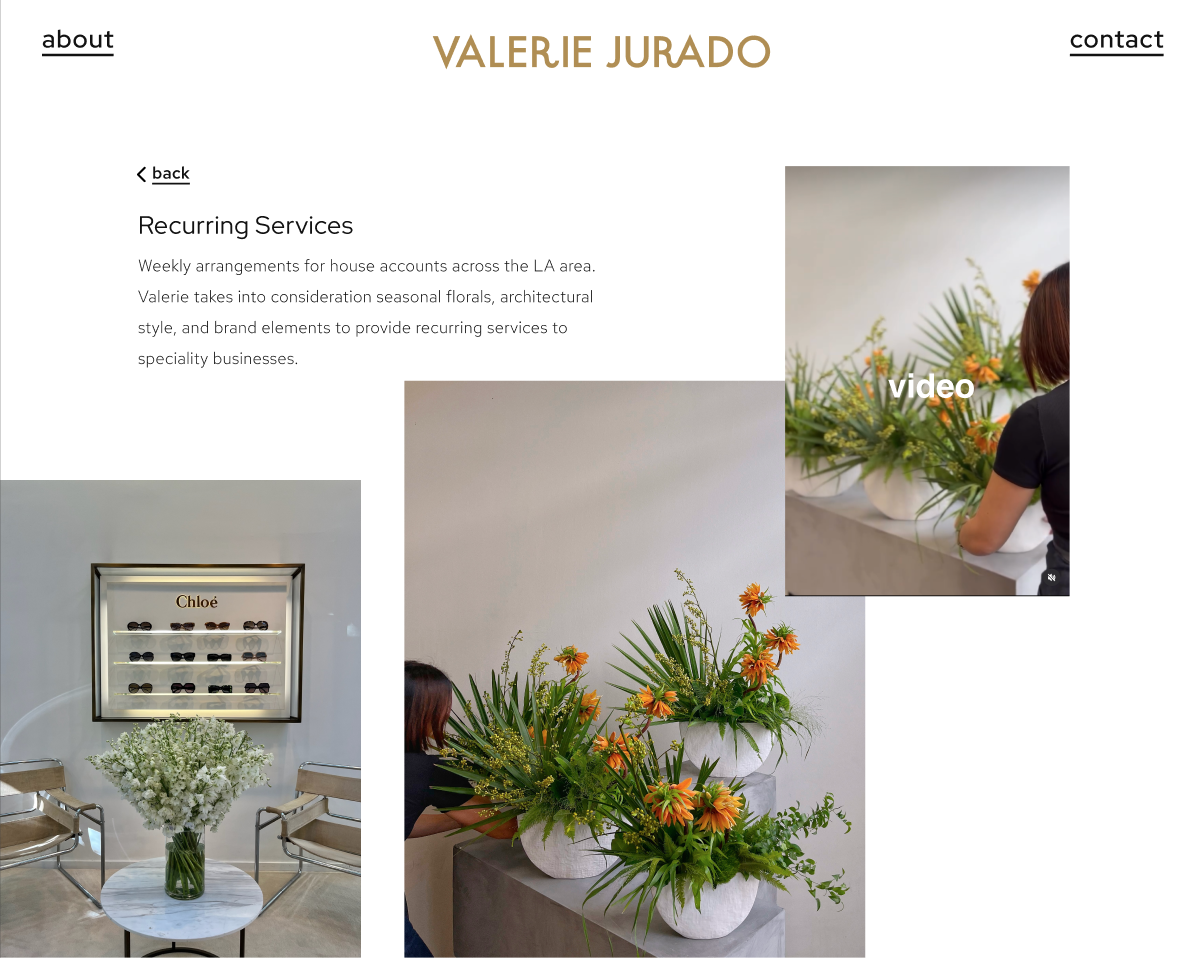 about
VALERIE JURADO
contact
back
Recurring Services
Weekly arrangements for house accounts across the LA area.
Valerie takes into consideration seasonal florals, architectural
style, and brand elements to provide recurring services to
speciality businesses.
video
Chloé